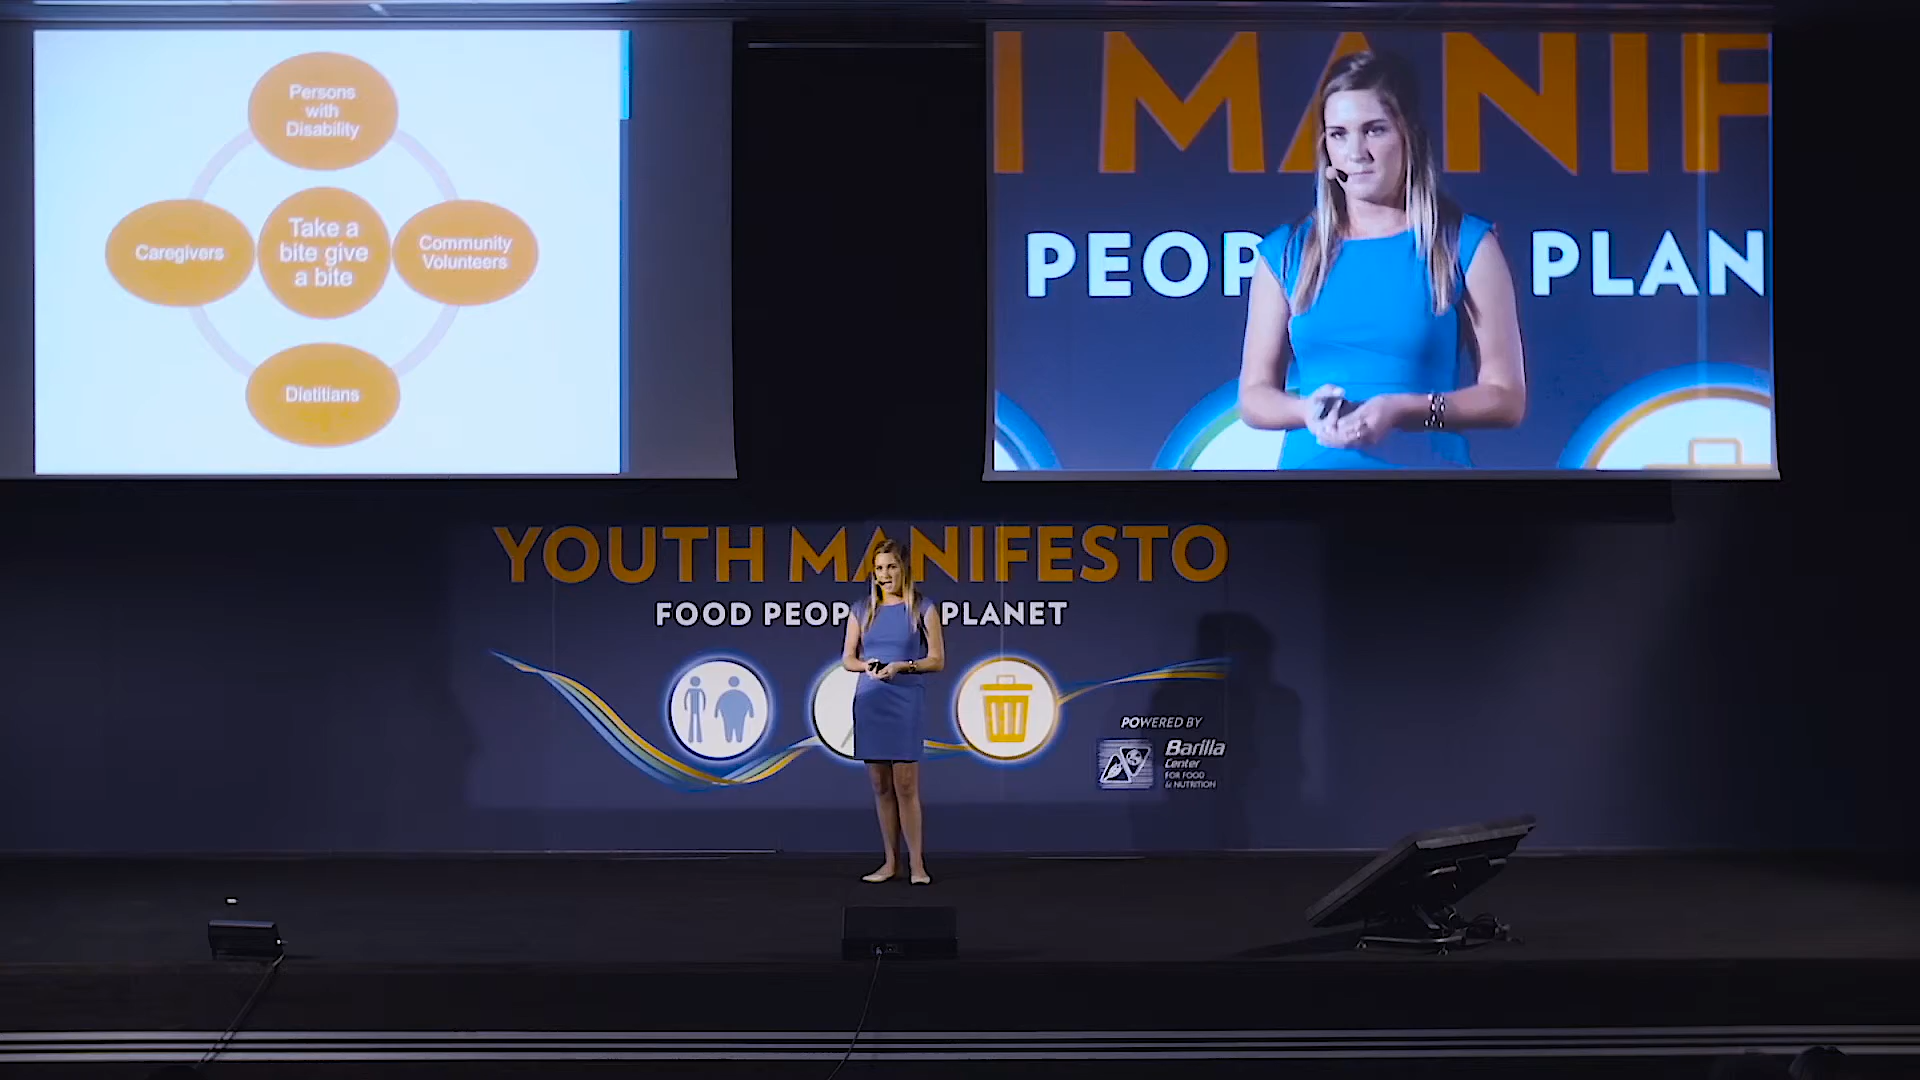 Persons
with
Disability
Caregivers
Take a
bite give
a bite
Community
Volunteers
Dietitians
I MANIF
PEOP PLAN
YOUTH MANIFESTO
FOOD PEOP PLANET
POWERED BY
Barilla
Center
FOR FOOD
& NUTRITION